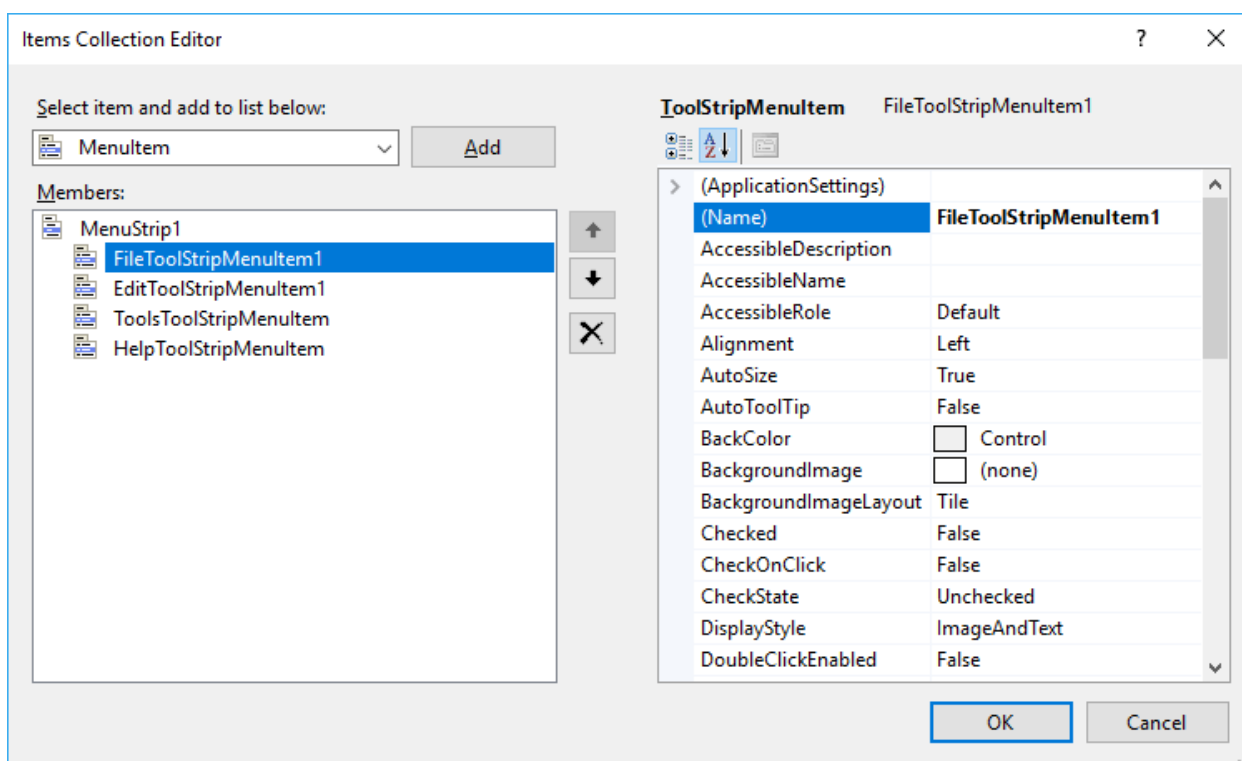 Items Collection Editor
?
Select item and add to list below:
MenuItem
Add
Members:
MenuStrip1
FileToolStripMenuItem1
EditToolStripMenuItem1
ToolsToolStripMenuItem
HelpToolStripMenuItem
ToolStripMenuItem FileToolStripMenuItem1
(ApplicationSettings)
(Name) FileToolStripMenuItem1
AccessibleDescription
AccessibleName
AccessibleRole Default
Alignment Left
AutoSize True
AutoToolTip False
BackColor Control
BackgroundImage (none)
BackgroundImageLayout Tile
Checked False
CheckOnClick False
CheckState Unchecked
DisplayStyle ImageAndText
DoubleClickEnabled False
OK
Cancel